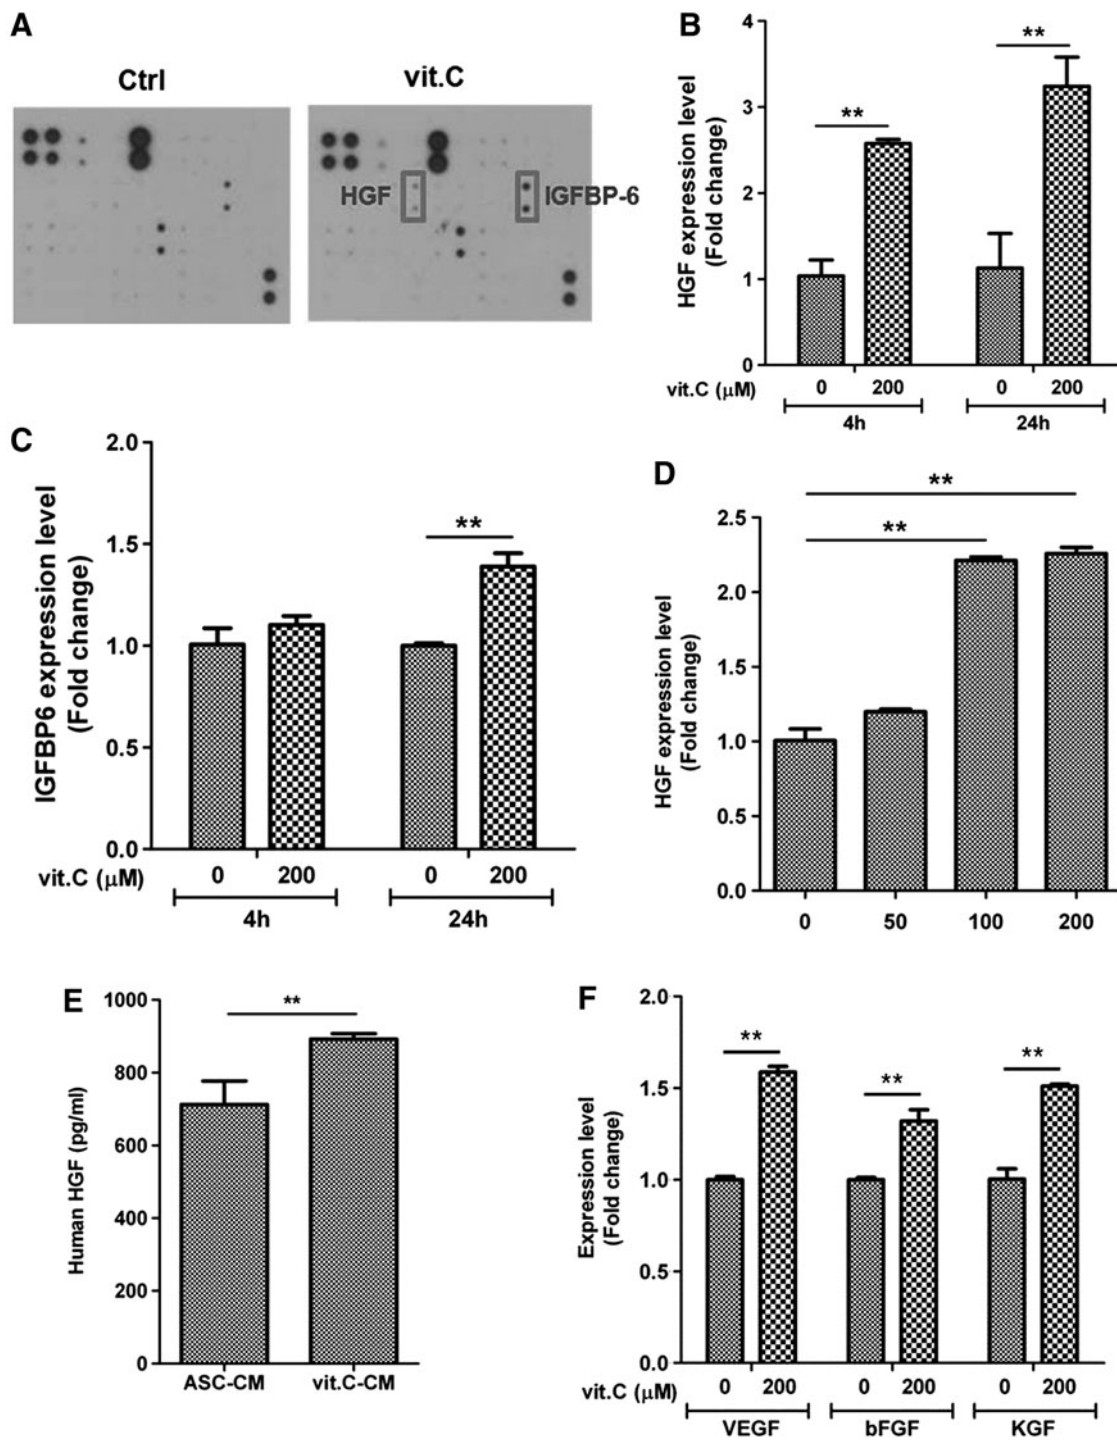 A
Ctrl
vit.C
HGF
IGFBP-6
B
HGF expression level
(Fold change)
4
3
2
1
0
**
**
vit.C (μM)
0
200
0
200
4h
24h
C
IGFBP6 expression level
(Fold change)
2.0
1.5
1.0
0.5
0.0
**
vit.C (μM)
0
200
0
200
4h
24h
D
HGF expression level
(Fold change)
2.5
2.0
1.5
1.0
0.5
0.0
**
**
0
50
100
200
E
Human HGF (pg/ml)
1000
800
600
400
200
0
**
ASC-CM
vit.C-CM
F
Expression level
(Fold change)
2.0
1.5
1.0
0.5
0.0
**
**
**
vit.C (μM)
0
200
0
200
0
200
VEGF
bFGF
KGF